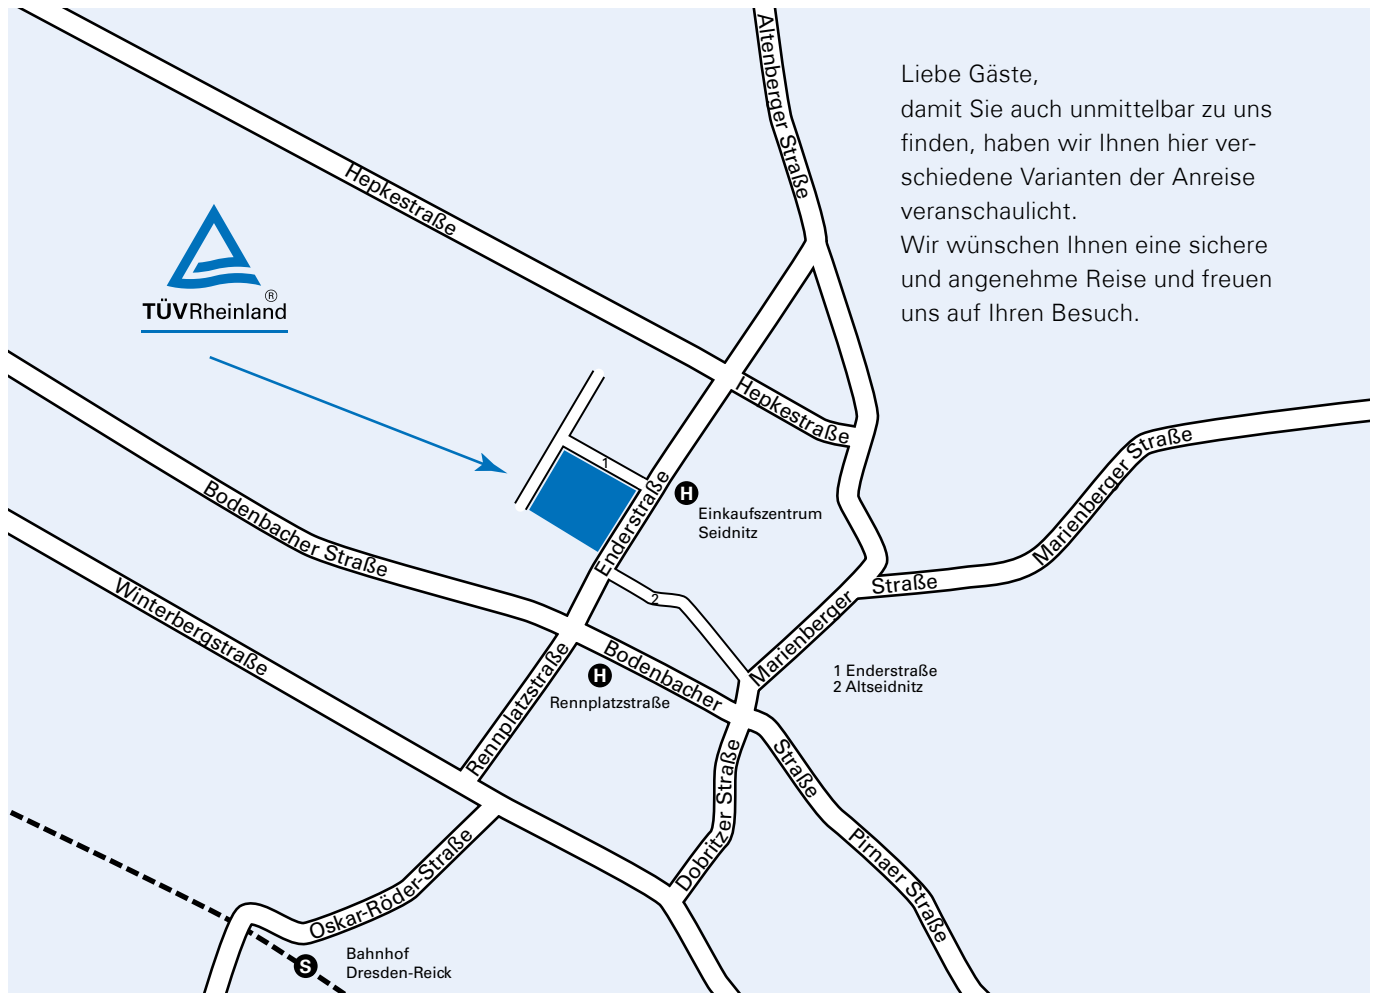 Altenberger Straße
Liebe Gäste,
damit Sie auch unmittelbar zu uns
finden, haben wir Ihnen hier ver-
schiedene Varianten der Anreise
veranschaulicht.
Wir wünschen Ihnen eine sichere
und angenehme Reise und freuen
uns auf Ihren Besuch.
Hepkestraße
®
TÜVRheinland
Hepkestraße
Marienberger Straße
1
H
Einkaufszentrum
Seidnitz
Enderstraße
Bodenbacher Straße
Marienberger
Straße
Marienberger
2
Winterbergstraße
1 Enderstraße
2 Altseidnitz
Bodenbacher
Straße
H
Rennplatzstraße
Rennplatzstraße
Dobritzer Straße
Pirnaer Straße
Oskar-Röder-Straße
S
Bahnhof
Dresden-Reick